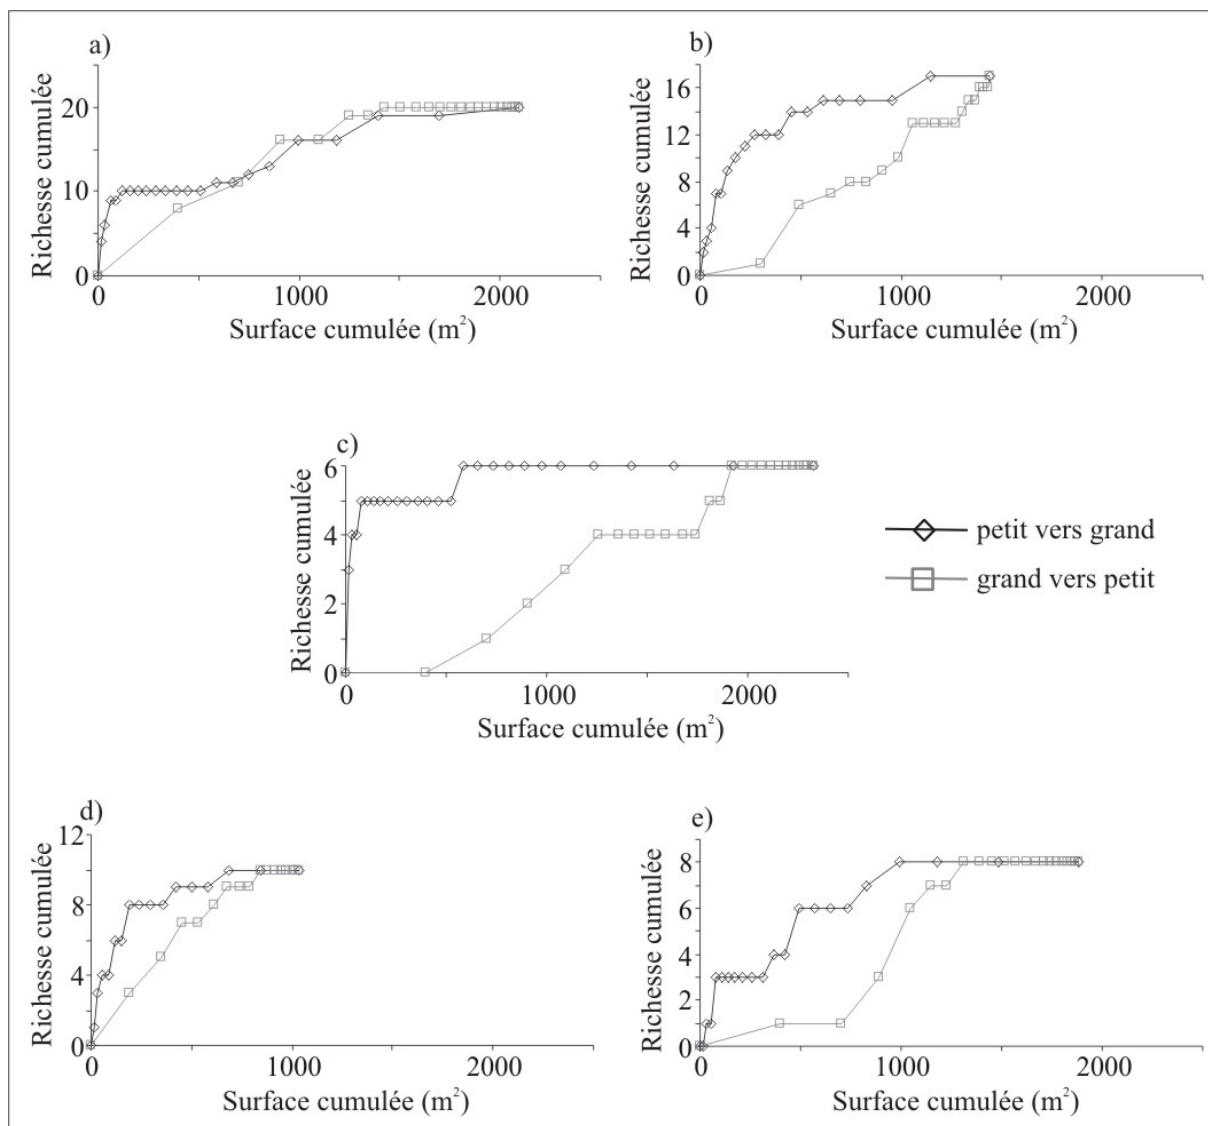 a)
Richesse cumulée
20
10
0
0
1000
2000
Surface cumulée (m²)
b)
Richesse cumulée
16
12
8
4
0
0
1000
2000
Surface cumulée (m²)
c)
Richesse cumulée
6
4
2
0
0
1000
2000
Surface cumulée (m²)
petit vers grand
grand vers petit
d)
Richesse cumulée
12
8
4
0
0
1000
2000
Surface cumulée (m²)
e)
Richesse cumulée
8
6
4
2
0
0
1000
2000
Surface cumulée (m²)